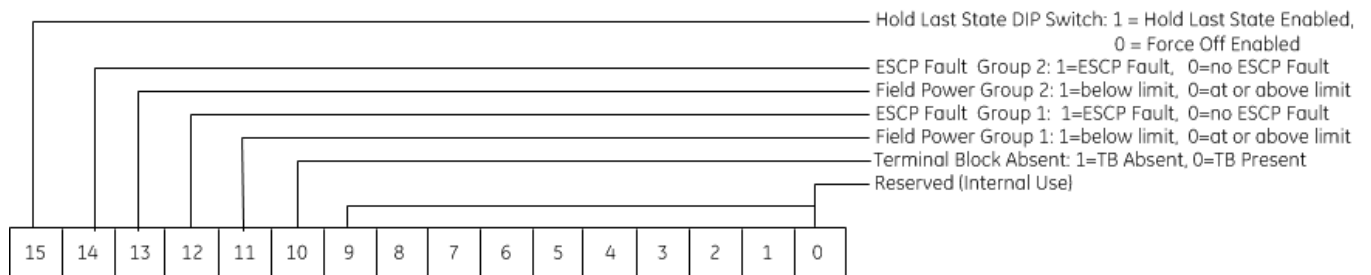 Hold Last State DIP Switch: 1 = Hold Last State Enabled,
0 = Force Off Enabled
ESCP Fault Group 2: 1=ESCP Fault, 0=no ESCP Fault
Field Power Group 2: 1=below limit, 0=at or above limit
ESCP Fault Group 1: 1=ESCP Fault, 0=no ESCP Fault
Field Power Group 1: 1=below limit, 0=at or above limit
Terminal Block Absent: 1=TB Absent, 0=TB Present
Reserved (Internal Use)
15 14 13 12 11 10 9 8 7 6 5 4 3 2 1 0